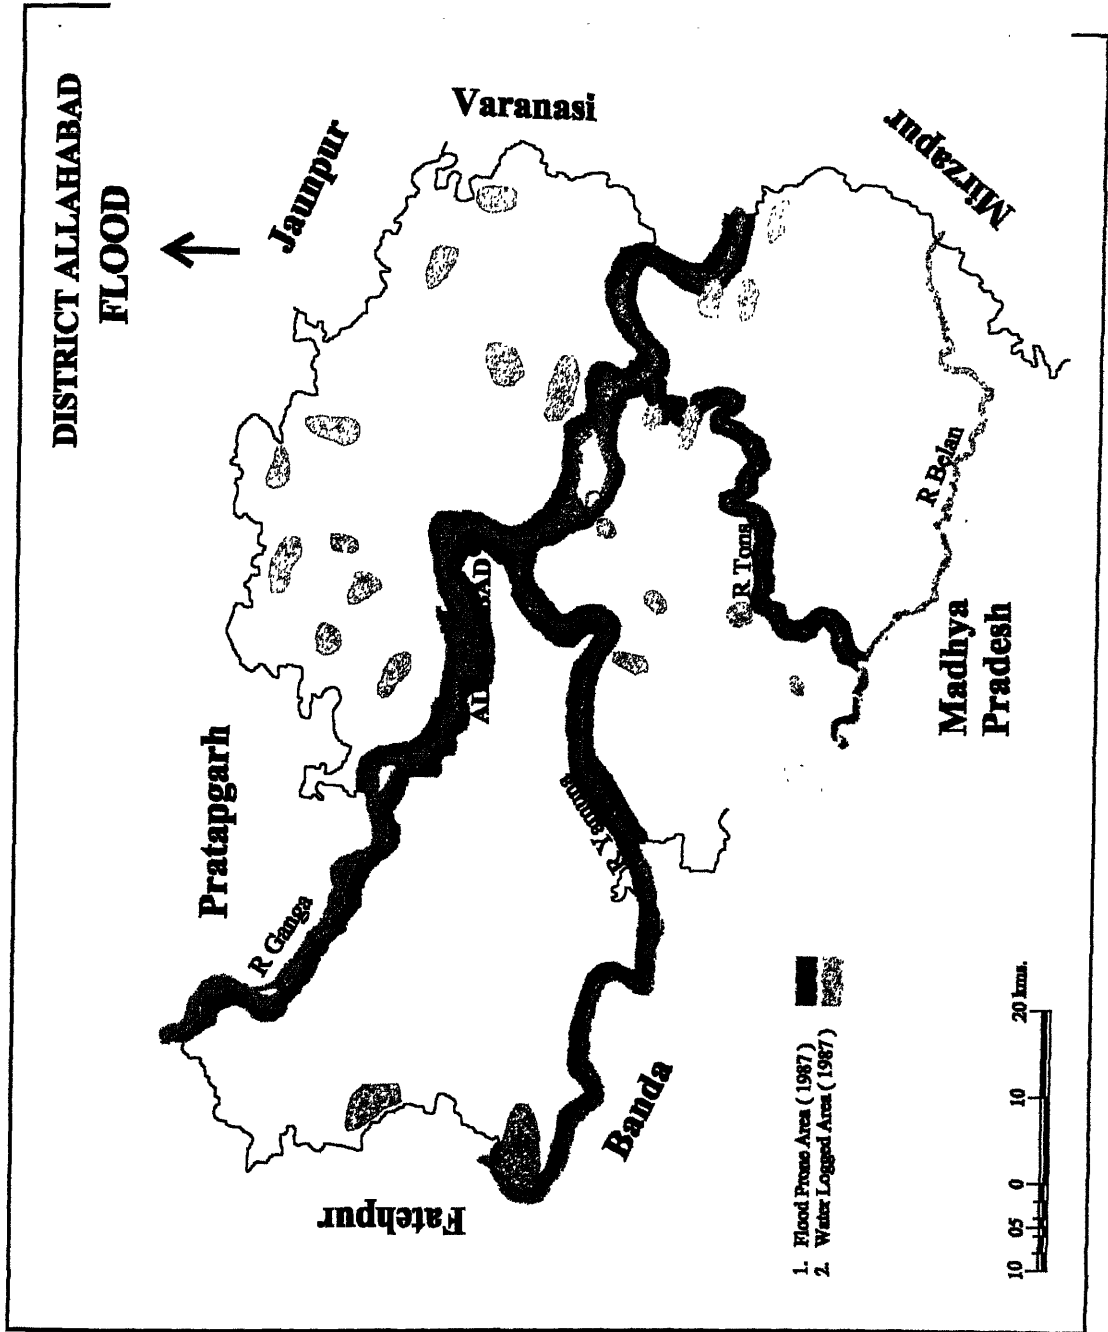 DISTRICT ALLAHABAD
FLOOD
Jaunpur
Varanasi
Mirzapur
Pratapgarh
R Ganga
R Yamuna
R Tons
R Belan
Madhya
Pradesh
Banda
Fatehpur
1. Flood Prone Area ( 1987 )
2. Water Logged Area ( 1987 )
10 05 0 10 20 kms.